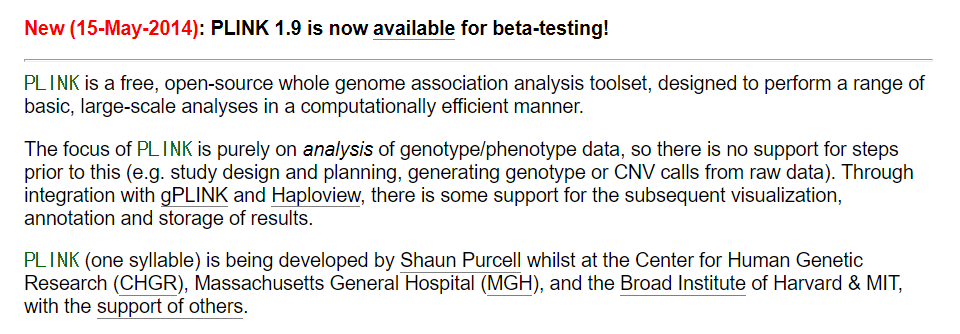 New (15-May-2014): PLINK 1.9 is now available for beta-testing!
PLINK is a free, open-source whole genome association analysis toolset, designed to perform a range of
basic, large-scale analyses in a computationally efficient manner.
The focus of PLINK is purely on analysis of genotype/phenotype data, so there is no support for steps
prior to this (e.g. study design and planning, generating genotype or CNV calls from raw data). Through
integration with gPLINK and Haploview, there is some support for the subsequent visualization,
annotation and storage of results.
PLINK (one syllable) is being developed by Shaun Purcell whilst at the Center for Human Genetic
Research (CHGR), Massachusetts General Hospital (MGH), and the Broad Institute of Harvard & MIT,
with the support of others.